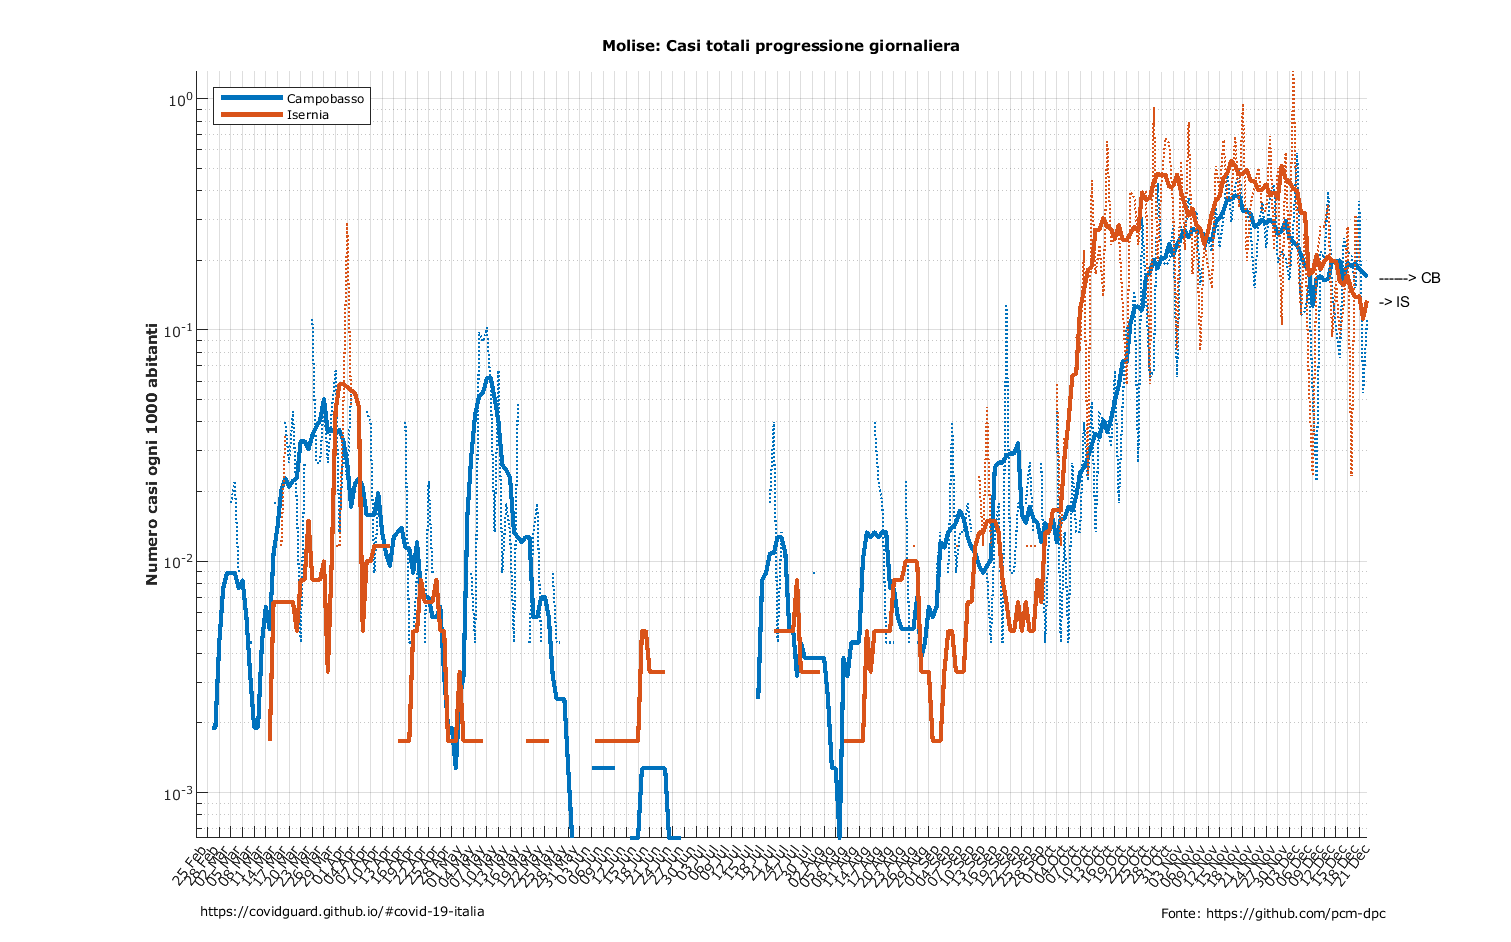 Molise: Casi totali progressione giornaliera
Campobasso
Isernia
Numero casi ogni 1000 abitanti
10^0
10^-1
10^-2
10^-3
------> CB
-> IS
25 Feb
28 Feb
02 Mar
05 Mar
08 Mar
11 Mar
14 Mar
17 Mar
20 Mar
23 Mar
26 Mar
29 Mar
01 Apr
04 Apr
07 Apr
10 Apr
13 Apr
16 Apr
19 Apr
22 Apr
25 Apr
28 Apr
01 May
04 May
07 May
10 May
13 May
16 May
19 May
22 May
25 May
28 May
31 May
03 Jun
06 Jun
09 Jun
12 Jun
15 Jun
18 Jun
21 Jun
24 Jun
27 Jun
30 Jun
03 Jul
06 Jul
09 Jul
12 Jul
15 Jul
18 Jul
21 Jul
24 Jul
27 Jul
30 Jul
02 Aug
05 Aug
08 Aug
11 Aug
14 Aug
17 Aug
20 Aug
23 Aug
26 Aug
29 Aug
01 Sep
04 Sep
07 Sep
10 Sep
13 Sep
16 Sep
19 Sep
22 Sep
25 Sep
28 Sep
01 Oct
04 Oct
07 Oct
10 Oct
13 Oct
16 Oct
19 Oct
22 Oct
25 Oct
28 Oct
31 Oct
03 Nov
06 Nov
09 Nov
12 Nov
15 Nov
18 Nov
21 Nov
24 Nov
27 Nov
30 Nov
03 Dec
06 Dec
09 Dec
12 Dec
15 Dec
18 Dec
21 Dec
https://covidguard.github.io/#covid-19-italia
Fonte: https://github.com/pcm-dpc